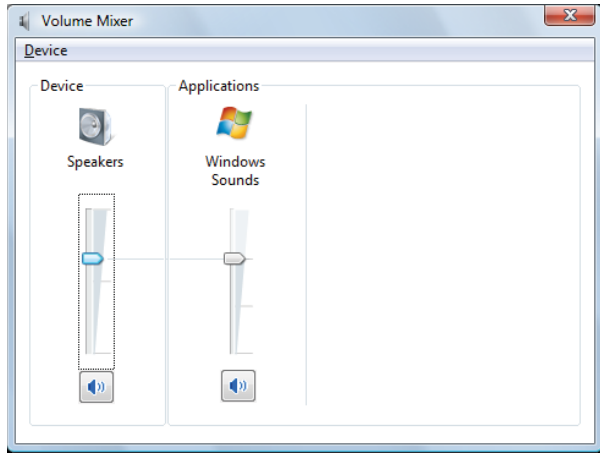 Volume Mixer
Device
Device
Applications
Speakers
Windows
Sounds